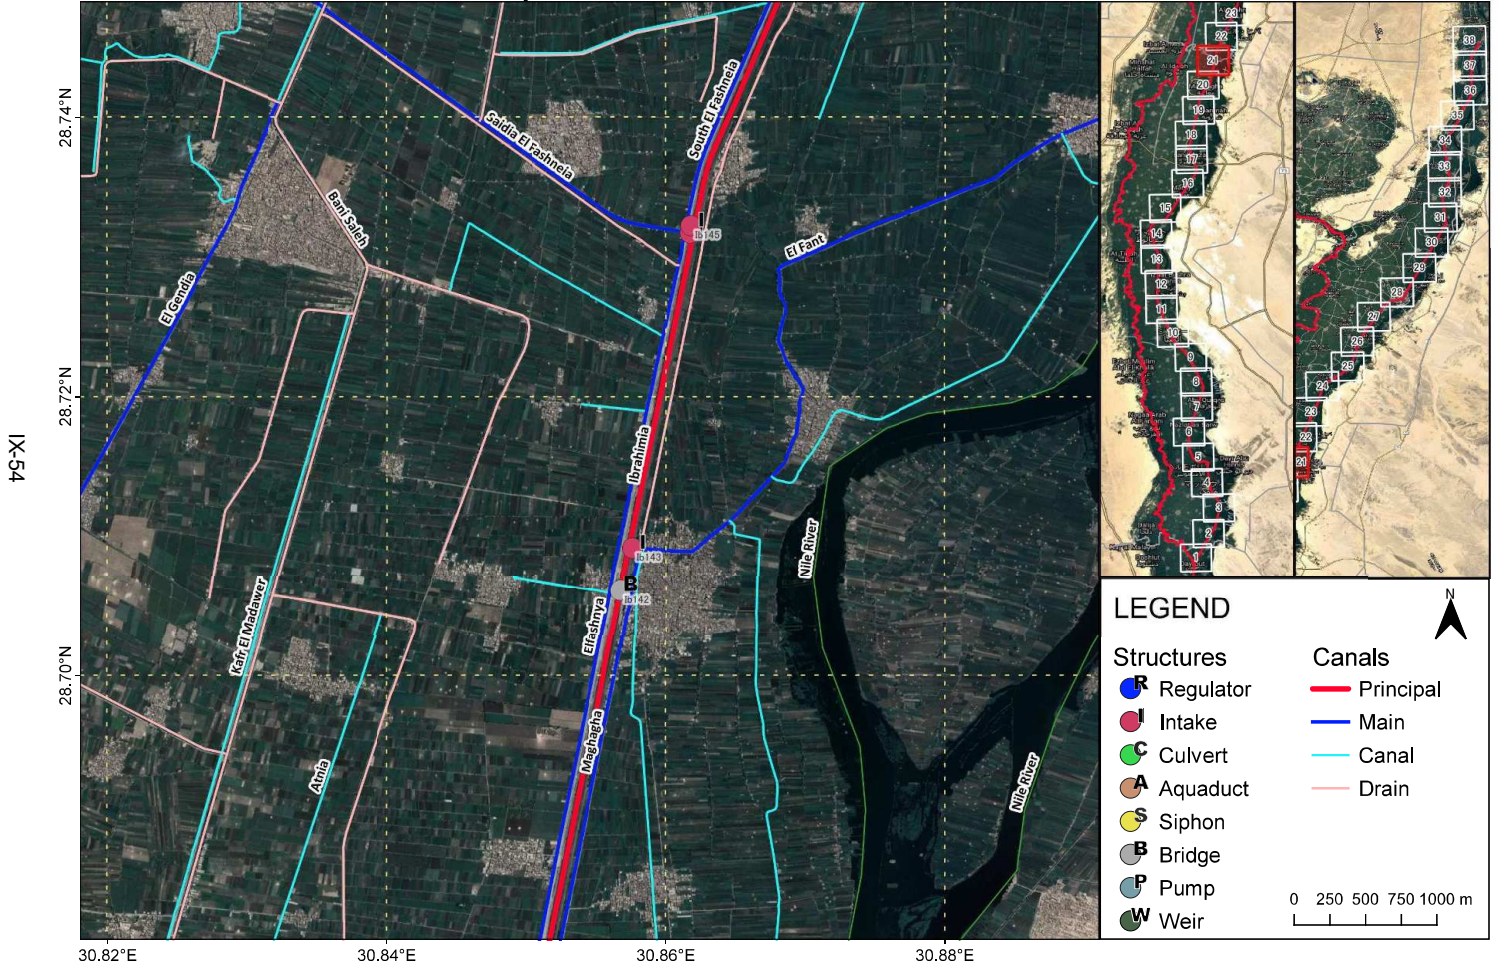 IX-54
28.74°N
28.72°N
28.70°N
30.82°E
30.84°E
30.86°E
30.88°E
Saidia El Fashneia
South El Fashneia
Bani Saleh
El Gendia
El Fant
I
Ib145
Ibrahimia
I
Ib143
B
Ib142
Nile River
Elfashnya
Kafr El Madawer
Maghagha
Atnia
Nile River
23
22
21
20
19
18
17
16
15
14
13
12
11
10
9
8
7
6
5
4
3
2
1
38
37
36
35
34
33
32
31
30
29
28
27
26
25
24
23
22
21
LEGEND
N
Structures
R Regulator
I Intake
C Culvert
A Aquaduct
S Siphon
B Bridge
P Pump
W Weir
Canals
Principal
Main
Canal
Drain
0 250 500 750 1000 m